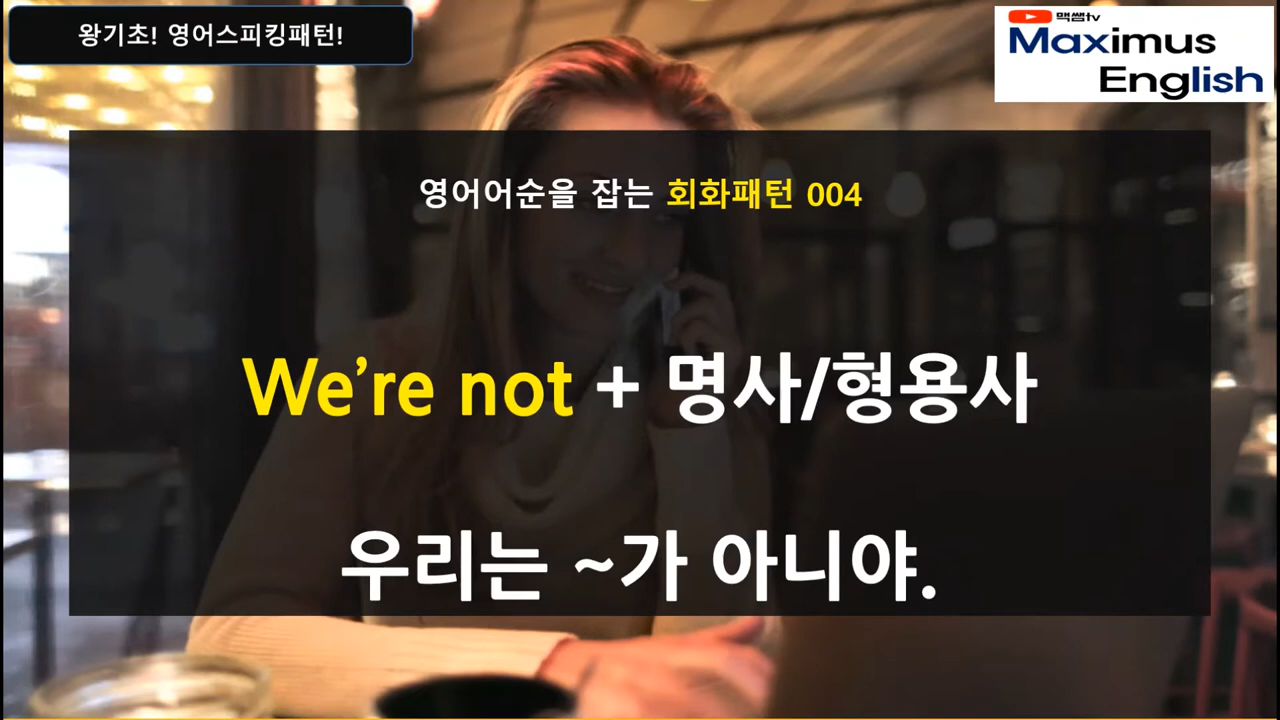 왕기초! 영어스피킹패턴!
맥쌤tv
Maximus
English
영어어순을 잡는 회화패턴 004
We're not + 명사/형용사
우리는 ~가 아니야.